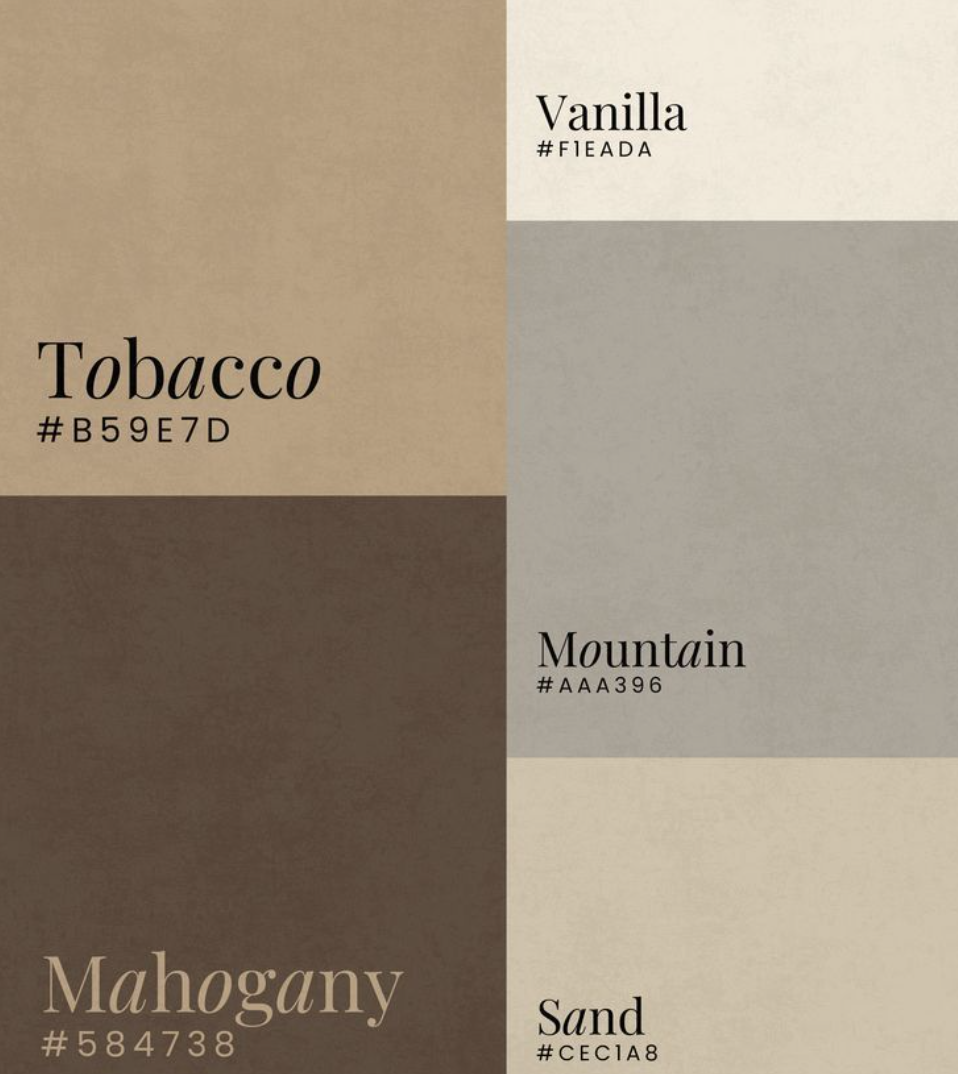 Tobacco
#B59E7D
Mahogany
#584738
Vanilla
#F1EADA
Mountain
#AAA396
Sand
#CEC1A8